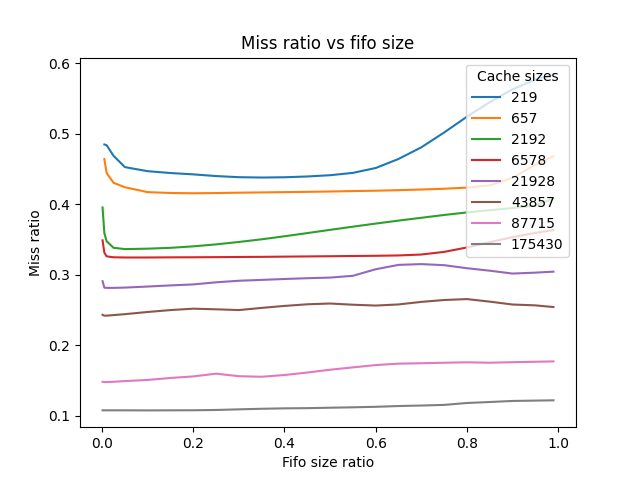 Miss ratio vs fifo size
Cache sizes
219
657
2192
6578
21928
43857
87715
175430
0.6
0.5
0.4
0.3
0.2
0.1
Miss ratio
0.0 0.2 0.4 0.6 0.8 1.0
Fifo size ratio